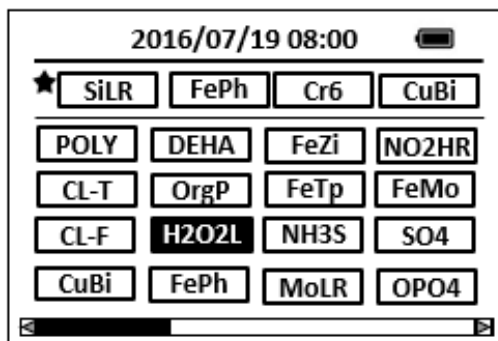 2016/07/19 08:00
SiLR FePh Cr6 CuBi
POLY DEHA FeZi NO2HR
CL-T OrgP FeTp FeMo
CL-F H2O2L NH3S SO4
CuBi FePh MoLR OPO4